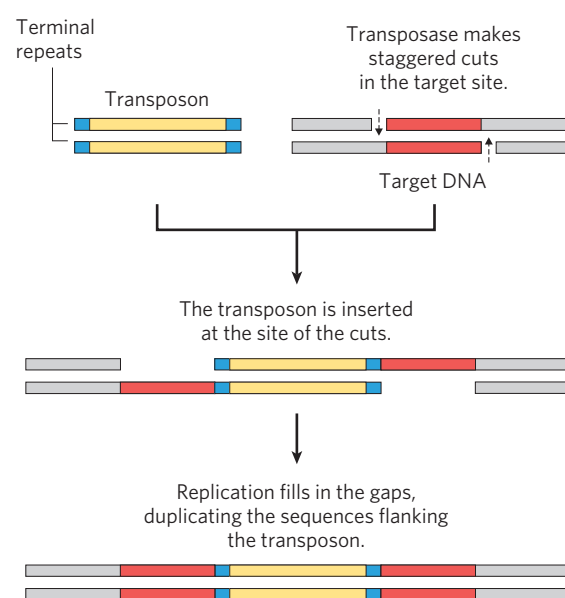 Terminal
repeats
Transposon
Transposase makes
staggered cuts
in the target site.
Target DNA
The transposon is inserted
at the site of the cuts.
Replication fills in the gaps,
duplicating the sequences flanking
the transposon.